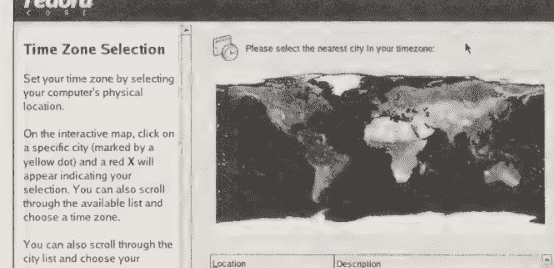 fedora
CORE
Time Zone Selection
Set your time zone by selecting
your computer's physical
location.
On the interactive map, click on
a specific city (marked by a
yellow dot) and a red X will
appear indicating your
selection. You can also scroll
through the available list and
choose a time zone.
You can also scroll through the
city list and choose your
Please select the nearest city in your timezone:
Location
Description